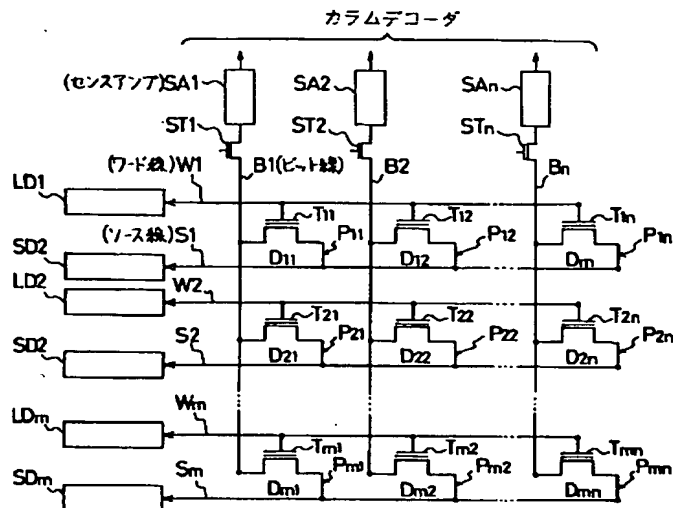 カラムデコーダ
(センスアンプ)SA1 SA2 SAn
ST1 ST2 STn
(ワード線)W1 B1(ビット線) B2 Bn
LD1
T11 T12 T1n
(ソース線)S1 P11 P12 P1n
SD2 D11 D12 Dm
LD2 W2
T21 T22 T2n
S2 P21 P22 P2n
SD2 D21 D22 D2n
LDm Wm
Tm1 Tm2 Tmn
Sm Pm1 Pm2 Pmn
SDm Dm1 Dm2 Dmn